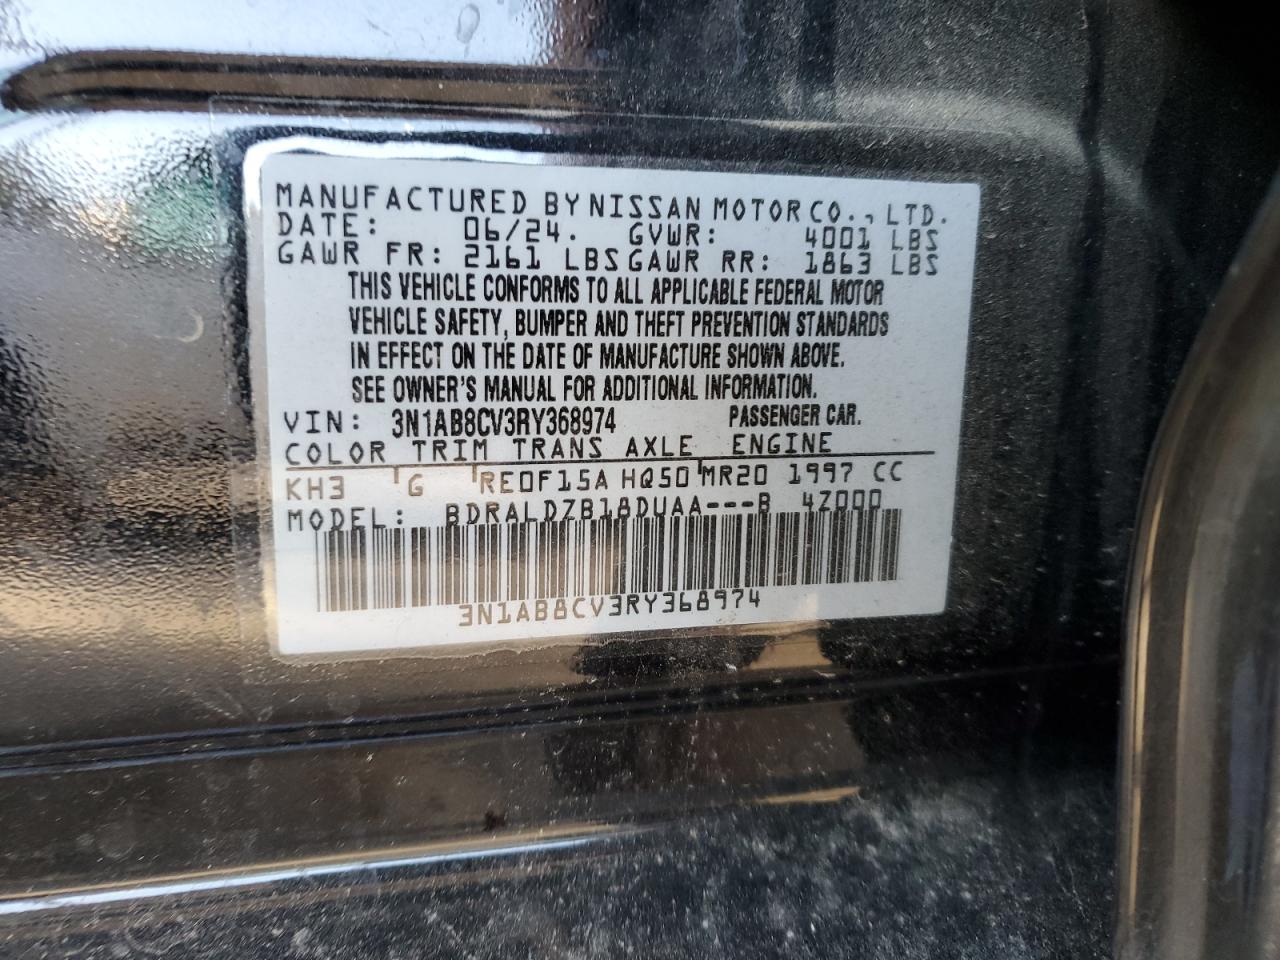 MANUFACTURED BY NISSAN MOTOR CO., LTD.
DATE: 06/24. GVWR: 4001 LBS
GAWR FR: 2161 LBS GAWR RR: 1863 LBS
THIS VEHICLE CONFORMS TO ALL APPLICABLE FEDERAL MOTOR
VEHICLE SAFETY, BUMPER AND THEFT PREVENTION STANDARDS
IN EFFECT ON THE DATE OF MANUFACTURE SHOWN ABOVE.
SEE OWNER'S MANUAL FOR ADDITIONAL INFORMATION.
VIN: 3N1AB8CV3RY368974 PASSENGER CAR.
COLOR TRIM TRANS AXLE ENGINE
KH3 G RE0F15A HQ50 MR20 1997 CC
MODEL: BDRALDZB18DUAA---B 4Z000
3N1AB8CV3RY368974